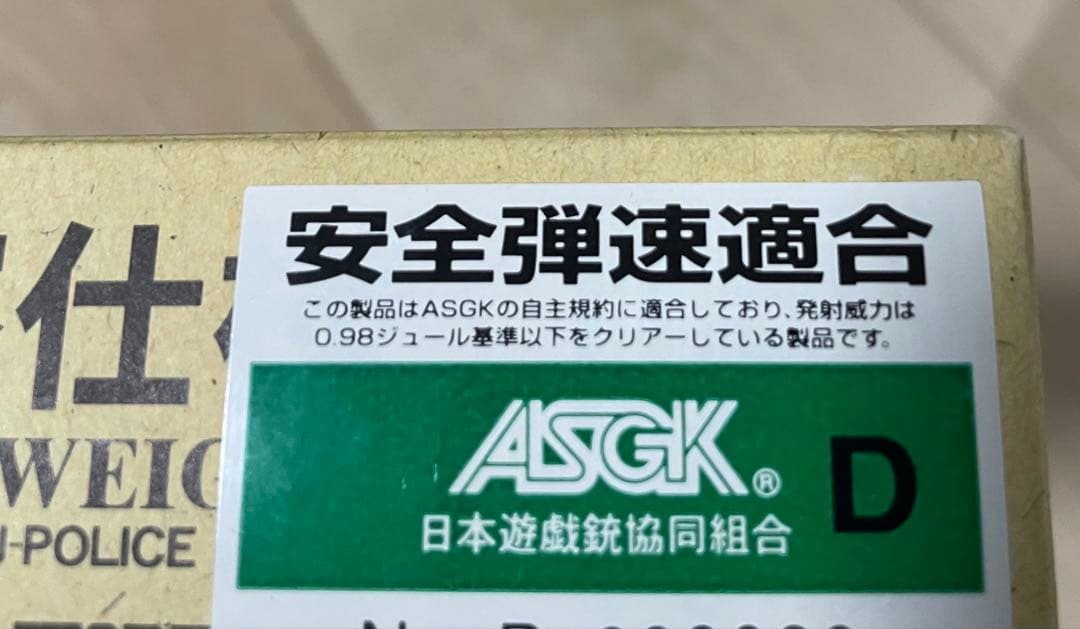 安全弾速適合
この製品はASGKの自主規約に適合しており、発射威力は
0.98ジュール基準以下をクリアーしている製品です。
ASGK®
D
日本遊戯銃協同組合
仕
WEIG
J-POLICE